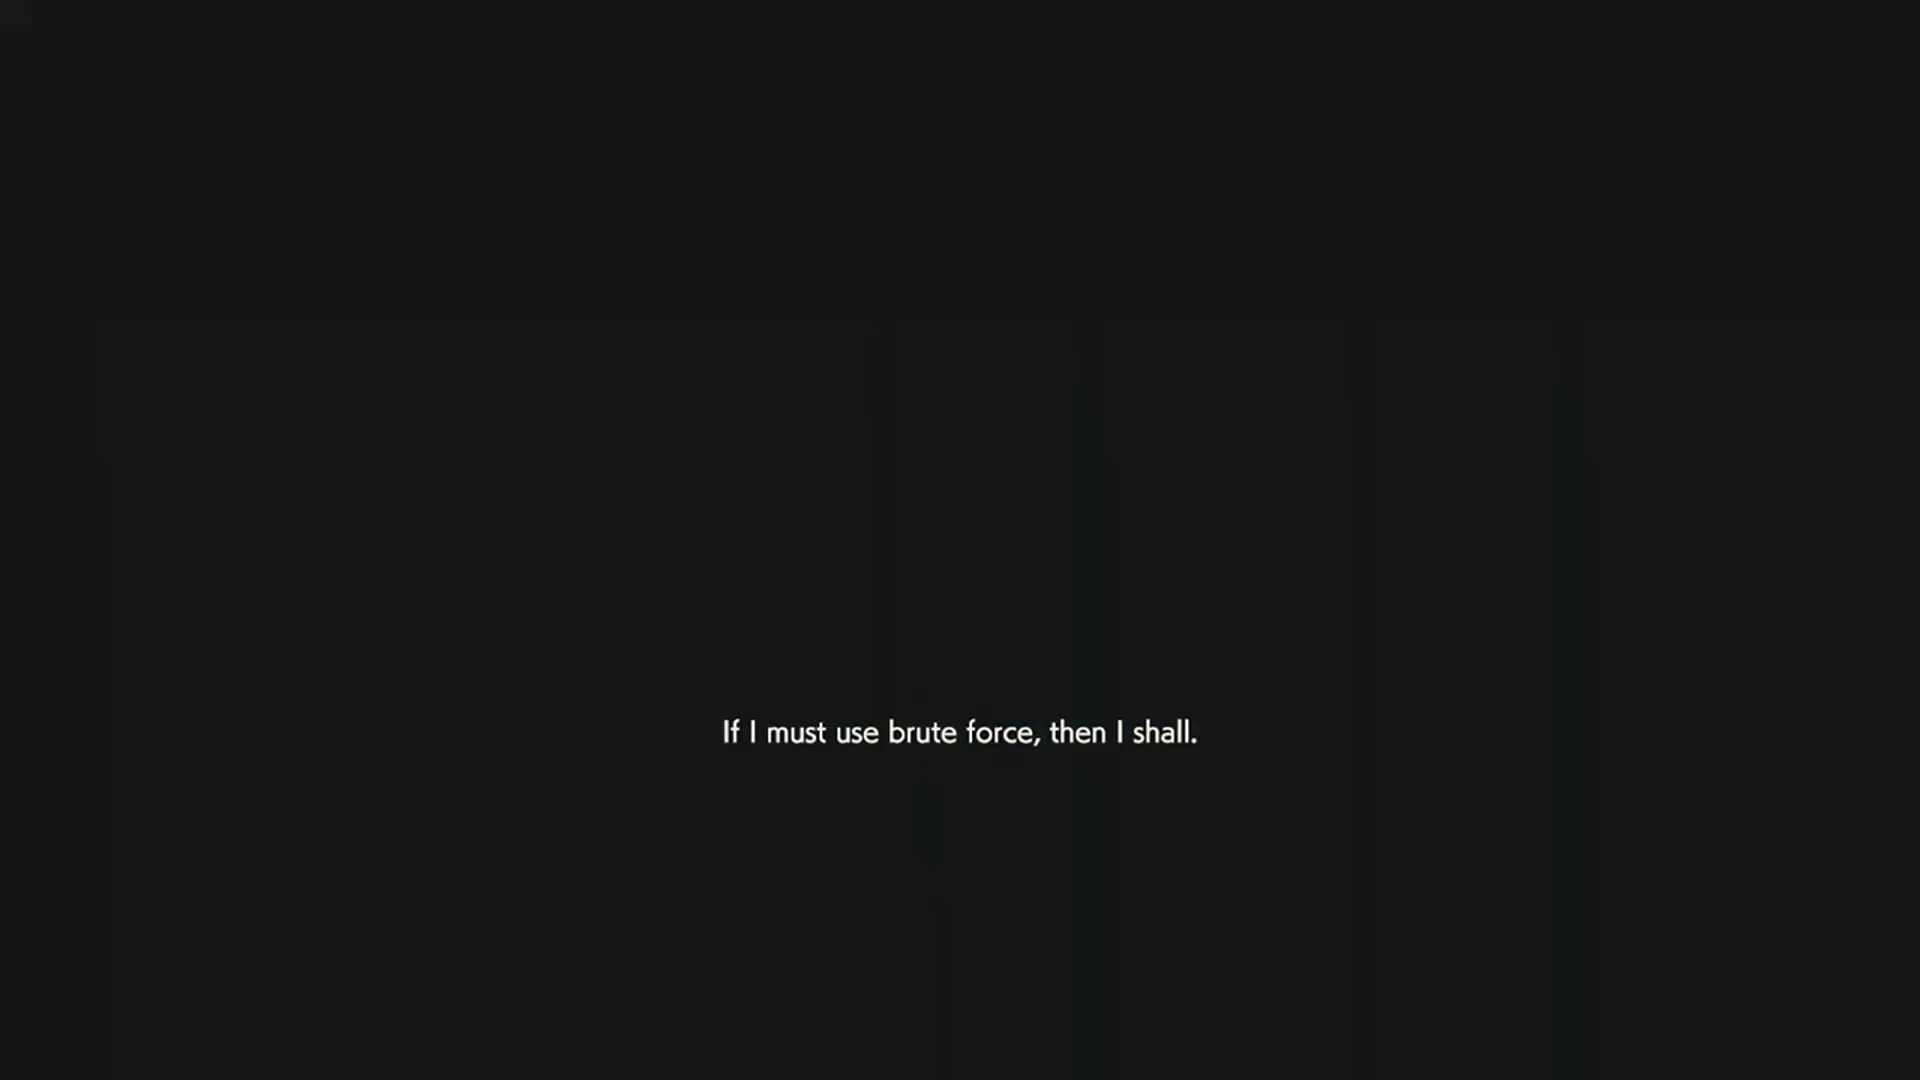 If I must use brute force, then I shall.